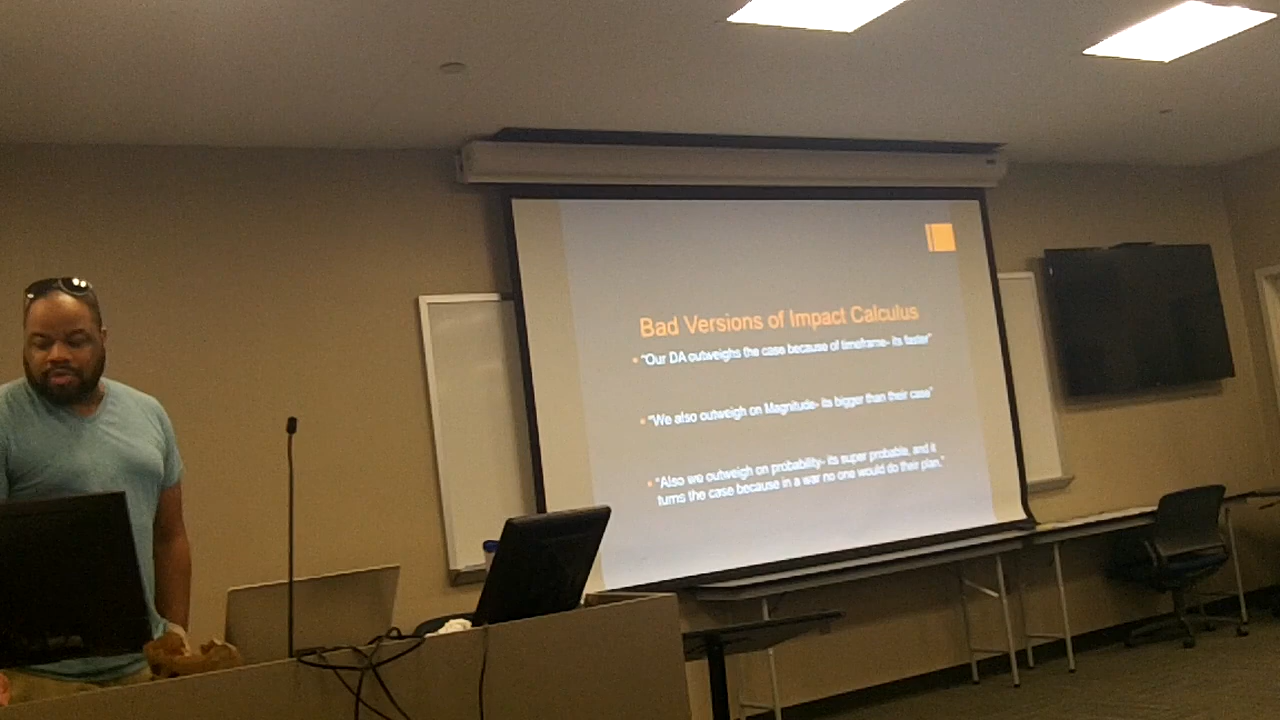 Bad Versions of Impact Calculus
"Our DA outweighs the case because of timeframe- its faster"
"We also outweigh on Magnitude- its bigger than their case"
"Also we outweigh on probability- its super probable, and it
turns the case because in a war no one would do their plan."